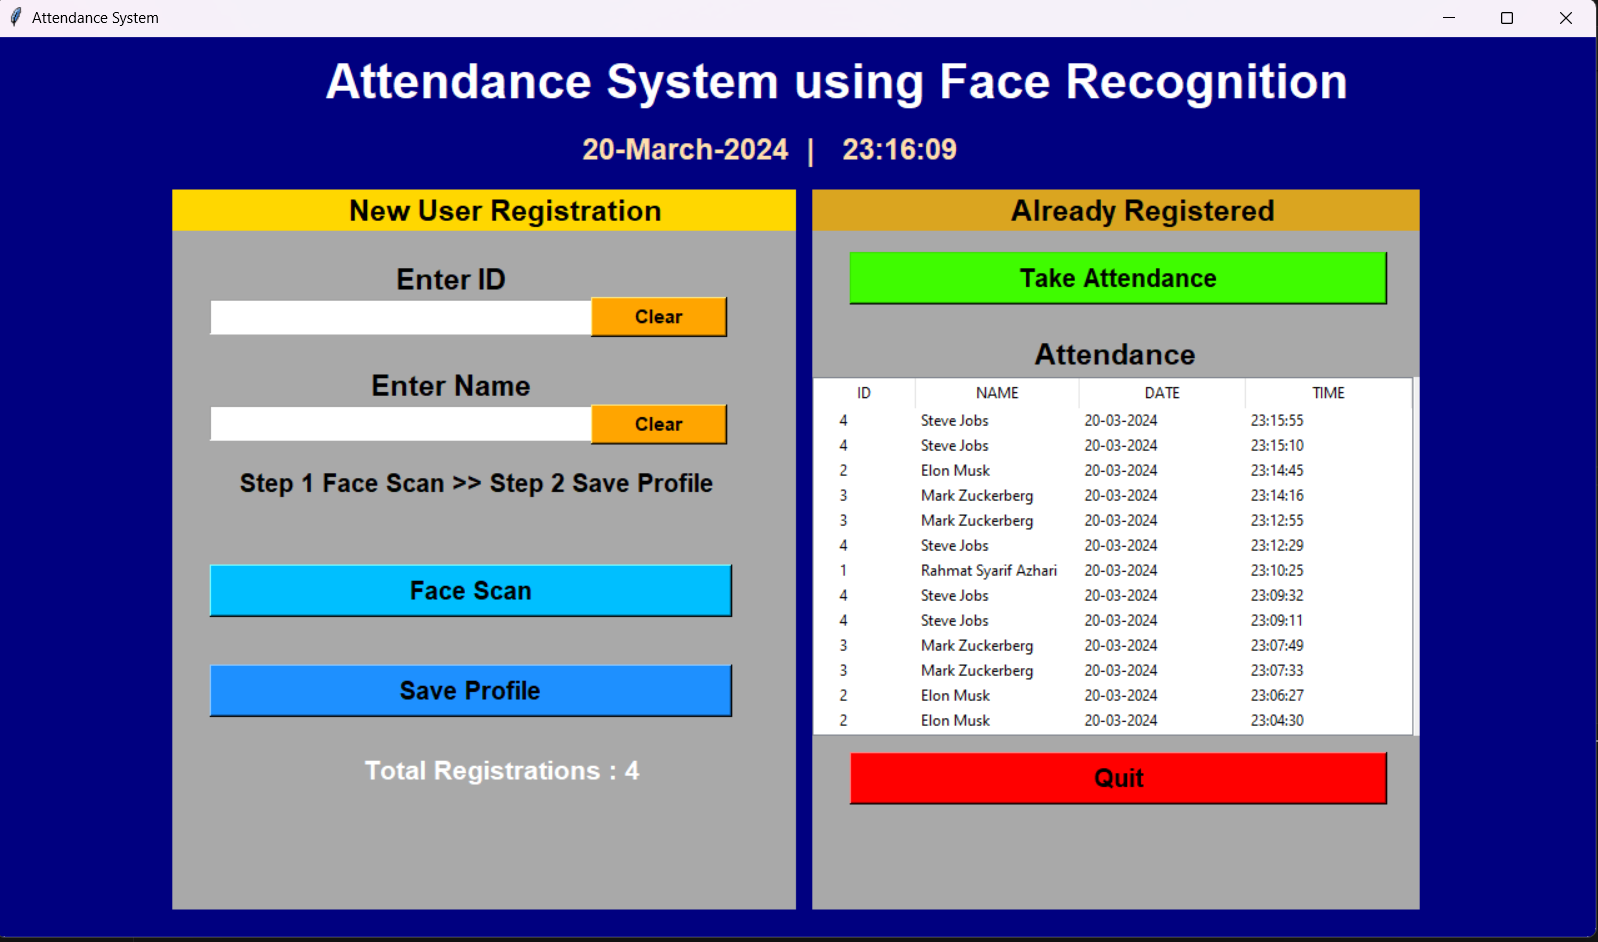 Attendance System
Attendance System using Face Recognition
20-March-2024 | 23:16:09
New User Registration
Enter ID
Clear
Enter Name
Clear
Step 1 Face Scan >> Step 2 Save Profile
Face Scan
Save Profile
Total Registrations : 4
Already Registered
Take Attendance
Attendance
ID NAME DATE TIME
4 Steve Jobs 20-03-2024 23:15:55
4 Steve Jobs 20-03-2024 23:15:10
2 Elon Musk 20-03-2024 23:14:45
3 Mark Zuckerberg 20-03-2024 23:14:16
3 Mark Zuckerberg 20-03-2024 23:12:55
4 Steve Jobs 20-03-2024 23:12:29
1 Rahmat Syarif Azhari 20-03-2024 23:10:25
4 Steve Jobs 20-03-2024 23:09:32
4 Steve Jobs 20-03-2024 23:09:11
3 Mark Zuckerberg 20-03-2024 23:07:49
3 Mark Zuckerberg 20-03-2024 23:07:33
2 Elon Musk 20-03-2024 23:06:27
2 Elon Musk 20-03-2024 23:04:30
Quit